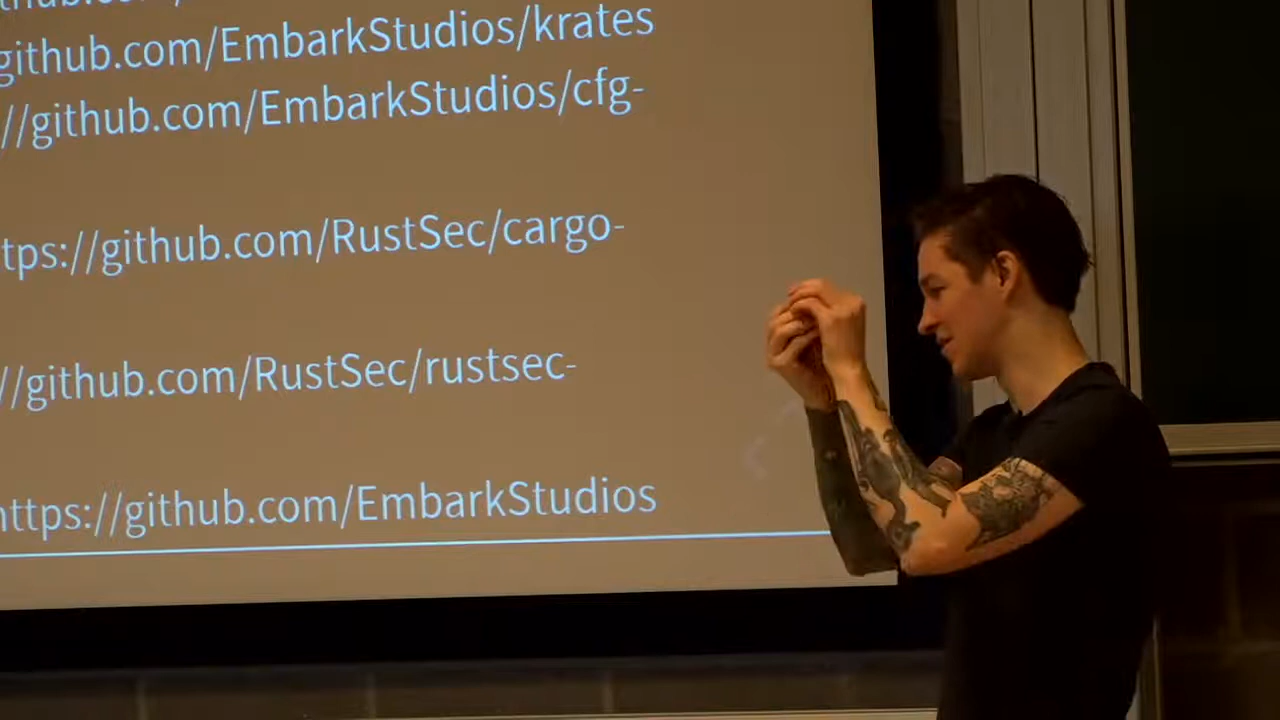 github.com/EmbarkStudios/krates
://github.com/EmbarkStudios/cfg-
tps://github.com/RustSec/cargo-
//github.com/RustSec/rustsec-
https://github.com/EmbarkStudios